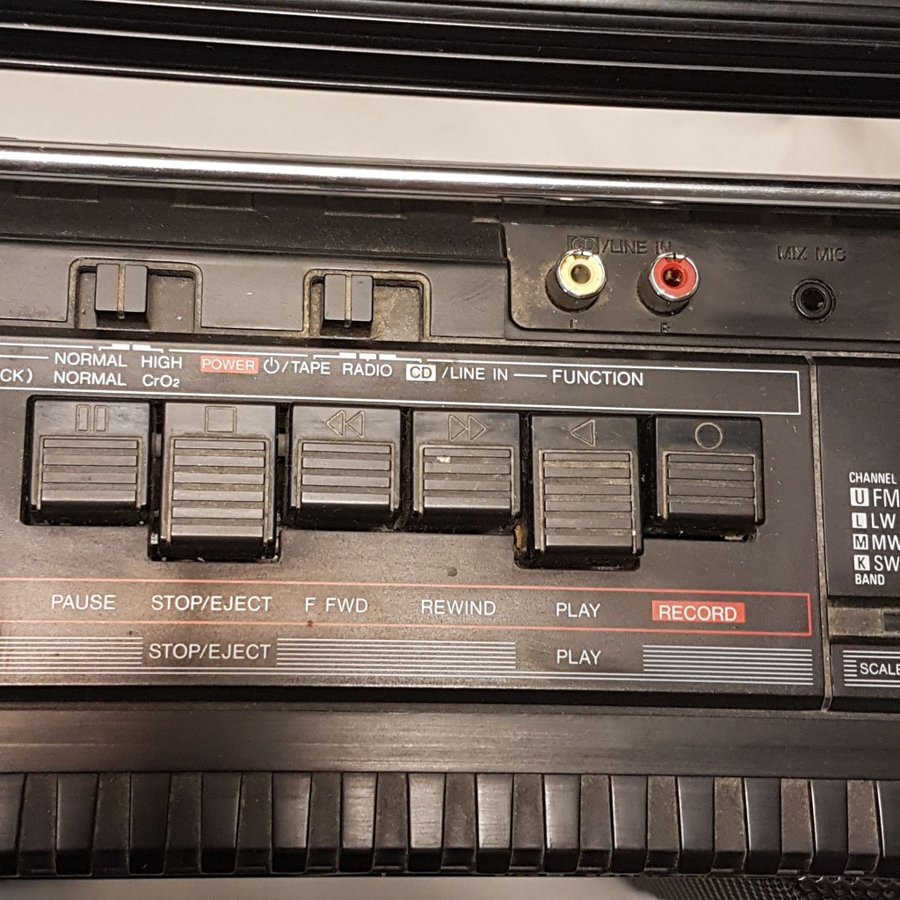 CD/LINE IN
MIX MIC
L R
NORMAL HIGH POWER ⏻/TAPE RADIO CD/LINE IN FUNCTION
CK) NORMAL CrO2
CHANNEL
U FM
L LW
M MW
K SW
BAND
PAUSE STOP/EJECT F FWD REWIND PLAY RECORD
STOP/EJECT PLAY
SCALE